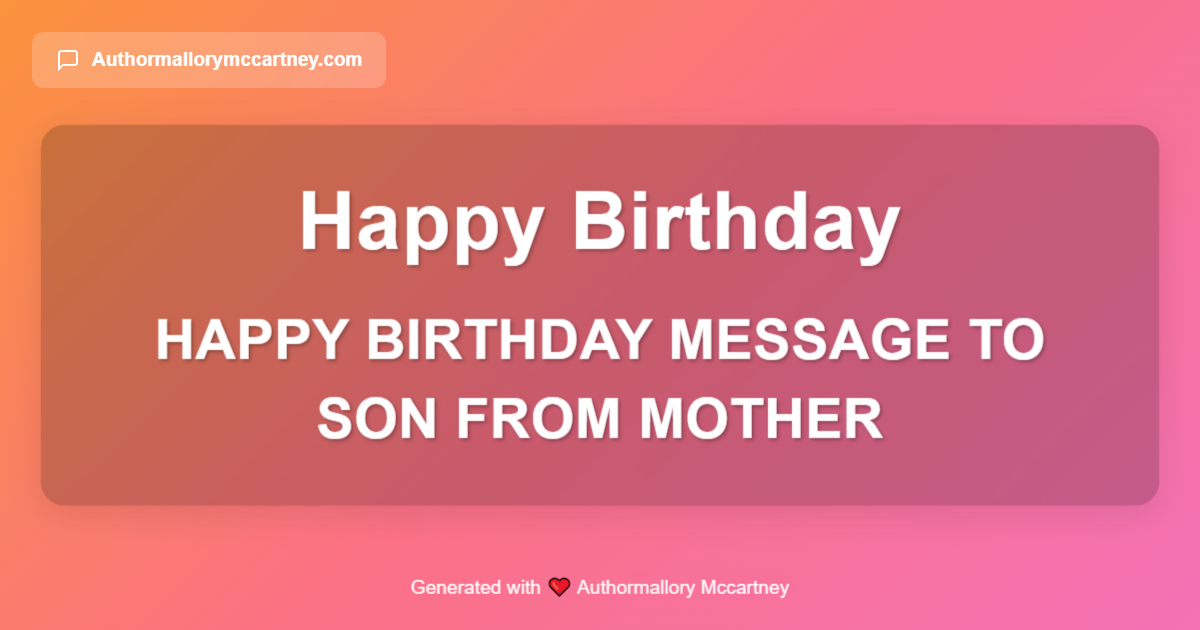 Authormallorymccartney.com
Happy Birthday
HAPPY BIRTHDAY MESSAGE TO
SON FROM MOTHER
Generated with ❤️ Authormallory Mccartney